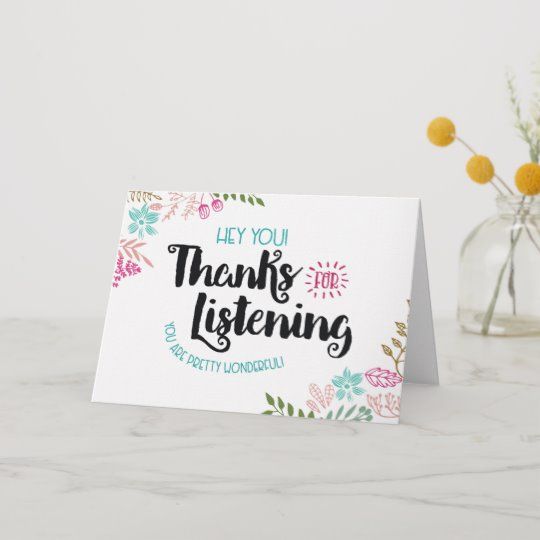 HEY YOU!
Thanks FOR
Listening
YOU ARE PRETTY WONDERFUL!